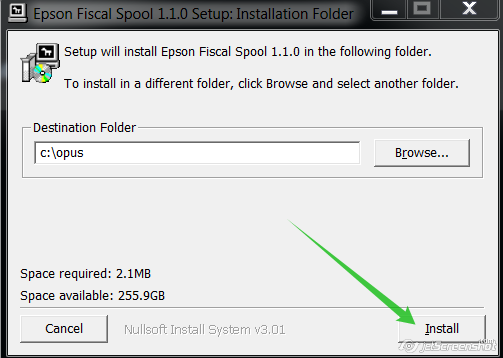 Epson Fiscal Spool 1.1.0 Setup: Installation Folder
Setup will install Epson Fiscal Spool 1.1.0 in the following folder.
To install in a different folder, click Browse and select another folder.
Destination Folder
c:\opus
Browse...
Space required: 2.1MB
Space available: 255.9GB
Cancel
Nullsoft Install System v3.01
Install